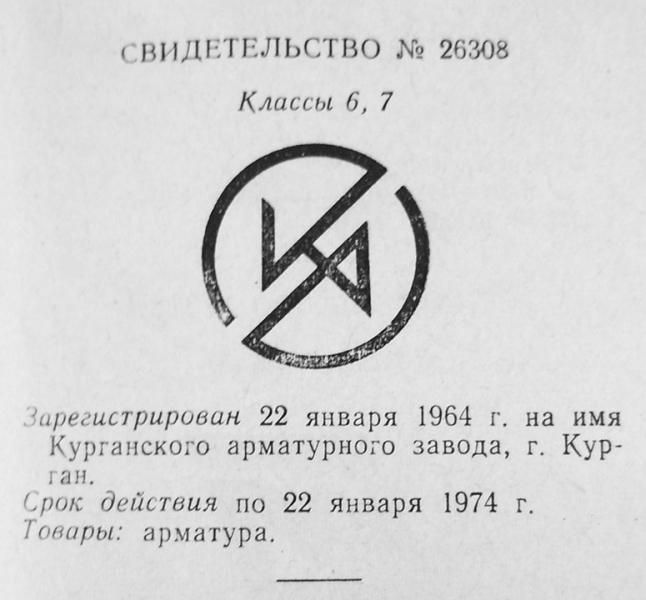 СВИДЕТЕЛЬСТВО № 26308
Классы 6, 7
Зарегистрирован 22 января 1964 г. на имя
Курганского арматурного завода, г. Кур-
ган.
Срок действия по 22 января 1974 г.
Товары: арматура.